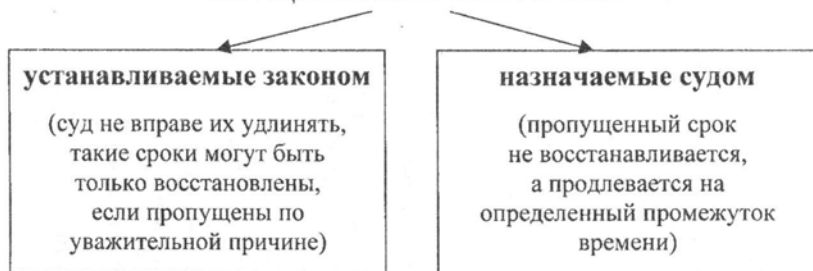 устанавливаемые законом
(суд не вправе их удлинять,
такие сроки могут быть
только восстановлены,
если пропущены по
уважительной причине)
назначаемые судом
(пропущенный срок
не восстанавливается,
а продлевается на
определенный промежуток
времени)